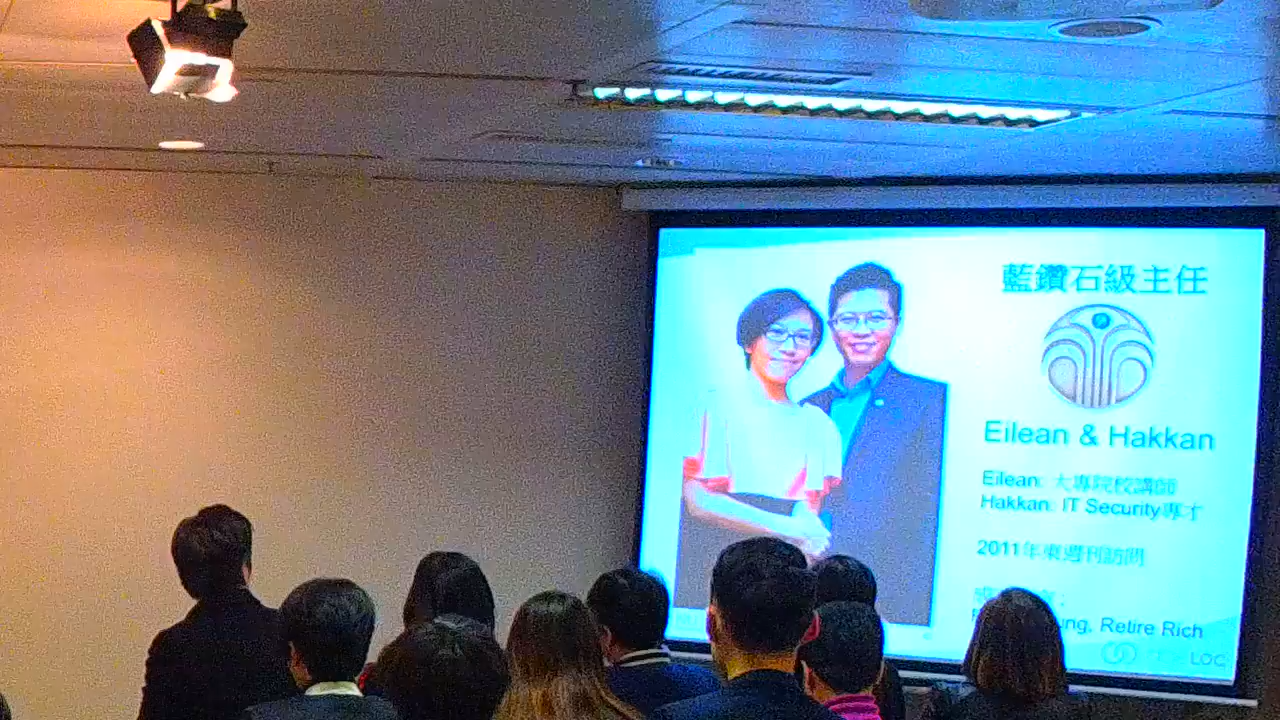 藍鑽石級主任
Eilean & Hakkan
Eilean: 大專院校講師
Hakkan: IT Security專才
2011年東週刊訪問
ng, Retire Rich
LOC